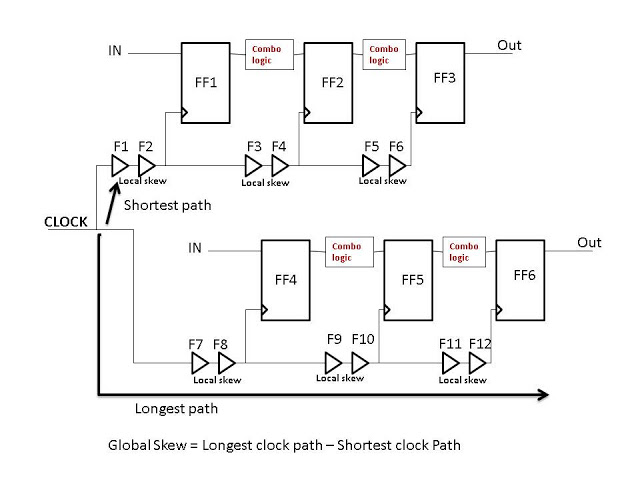 IN
Combo
logic
Combo
logic
Out
FF1
FF2
FF3
F1 F2
F3 F4
F5 F6
Local skew
Local skew
Local skew
Shortest path
CLOCK
IN
Combo
logic
Combo
logic
Out
FF4
FF5
FF6
F7 F8
F9 F10
F11 F12
Local skew
Local skew
Local skew
Longest path
Global Skew = Longest clock path – Shortest clock Path